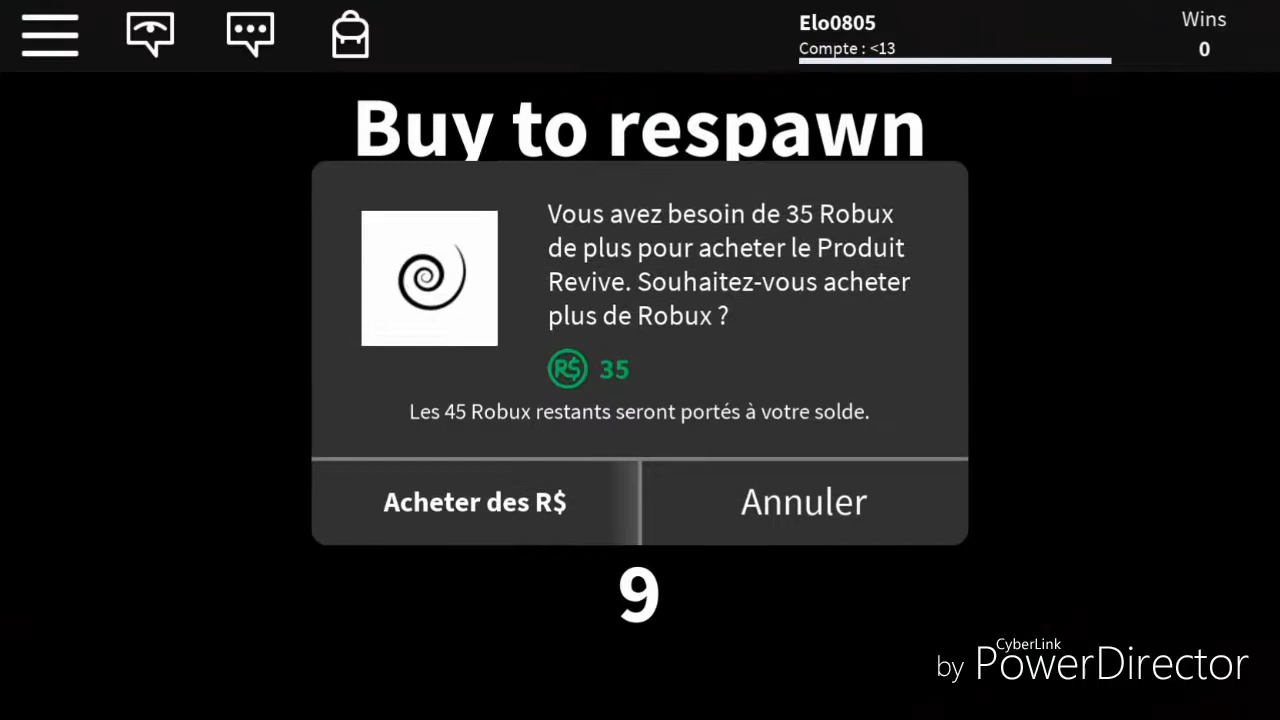 Elo0805
Compte : <13
Wins
0
Buy to respawn
Vous avez besoin de 35 Robux
de plus pour acheter le Produit
Revive. Souhaitez-vous acheter
plus de Robux ?
R$ 35
Les 45 Robux restants seront portés à votre solde.
Acheter des R$
Annuler
9
CyberLink
by PowerDirector